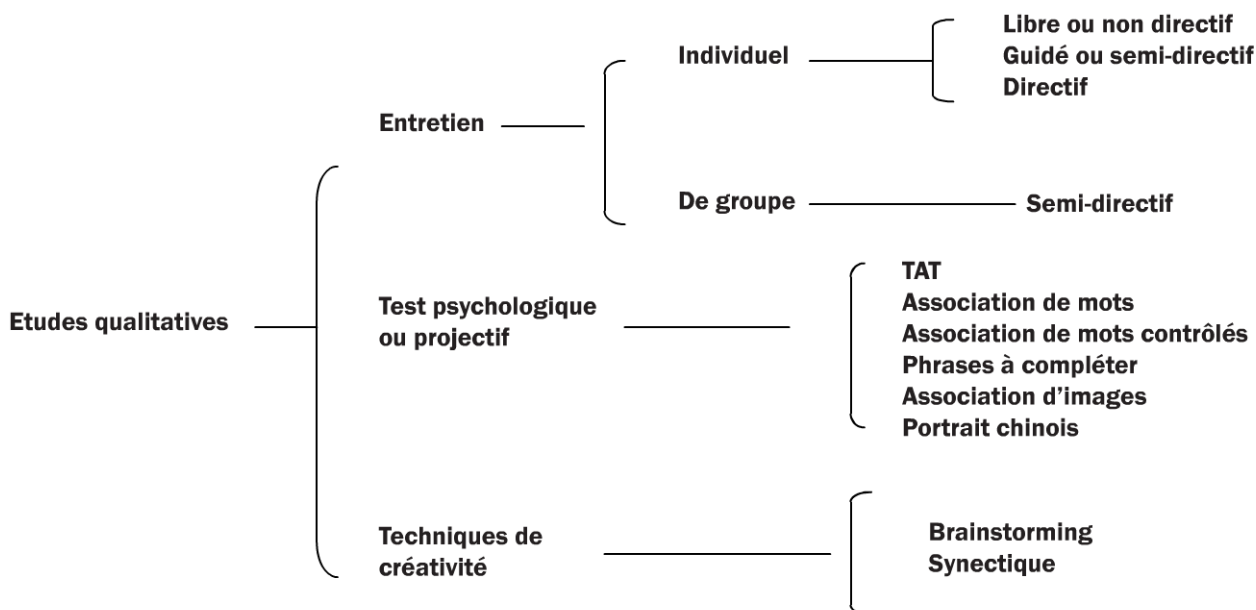 Libre ou non directif
Individuel
Guidé ou semi-directif
Directif
Entretien
De groupe
Semi-directif
TAT
Test psychologique
Association de mots
Etudes qualitatives
ou projectif
Association de mots contrôlés
Phrases à compléter
Association d’images
Portrait chinois
Techniques de
Brainstorming
créativité
Synectique